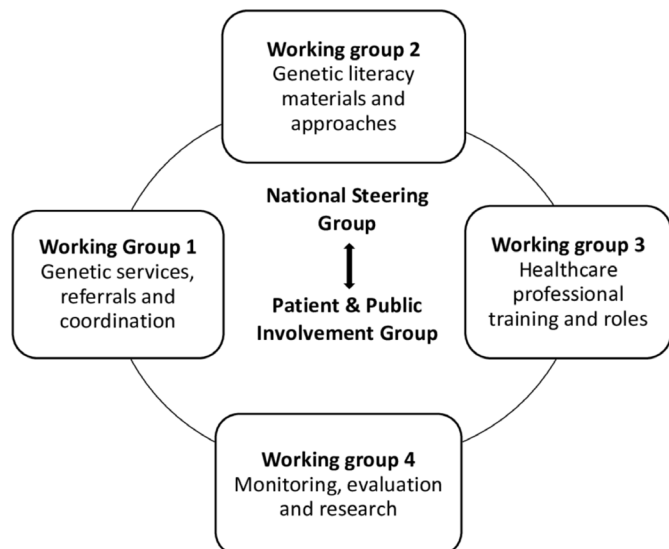 Working group 2
Genetic literacy
materials and
approaches
National Steering
Group
Patient & Public
Involvement Group
Working Group 1
Genetic services,
referrals and
coordination
Working group 3
Healthcare
professional
training and roles
Working group 4
Monitoring, evaluation
and research